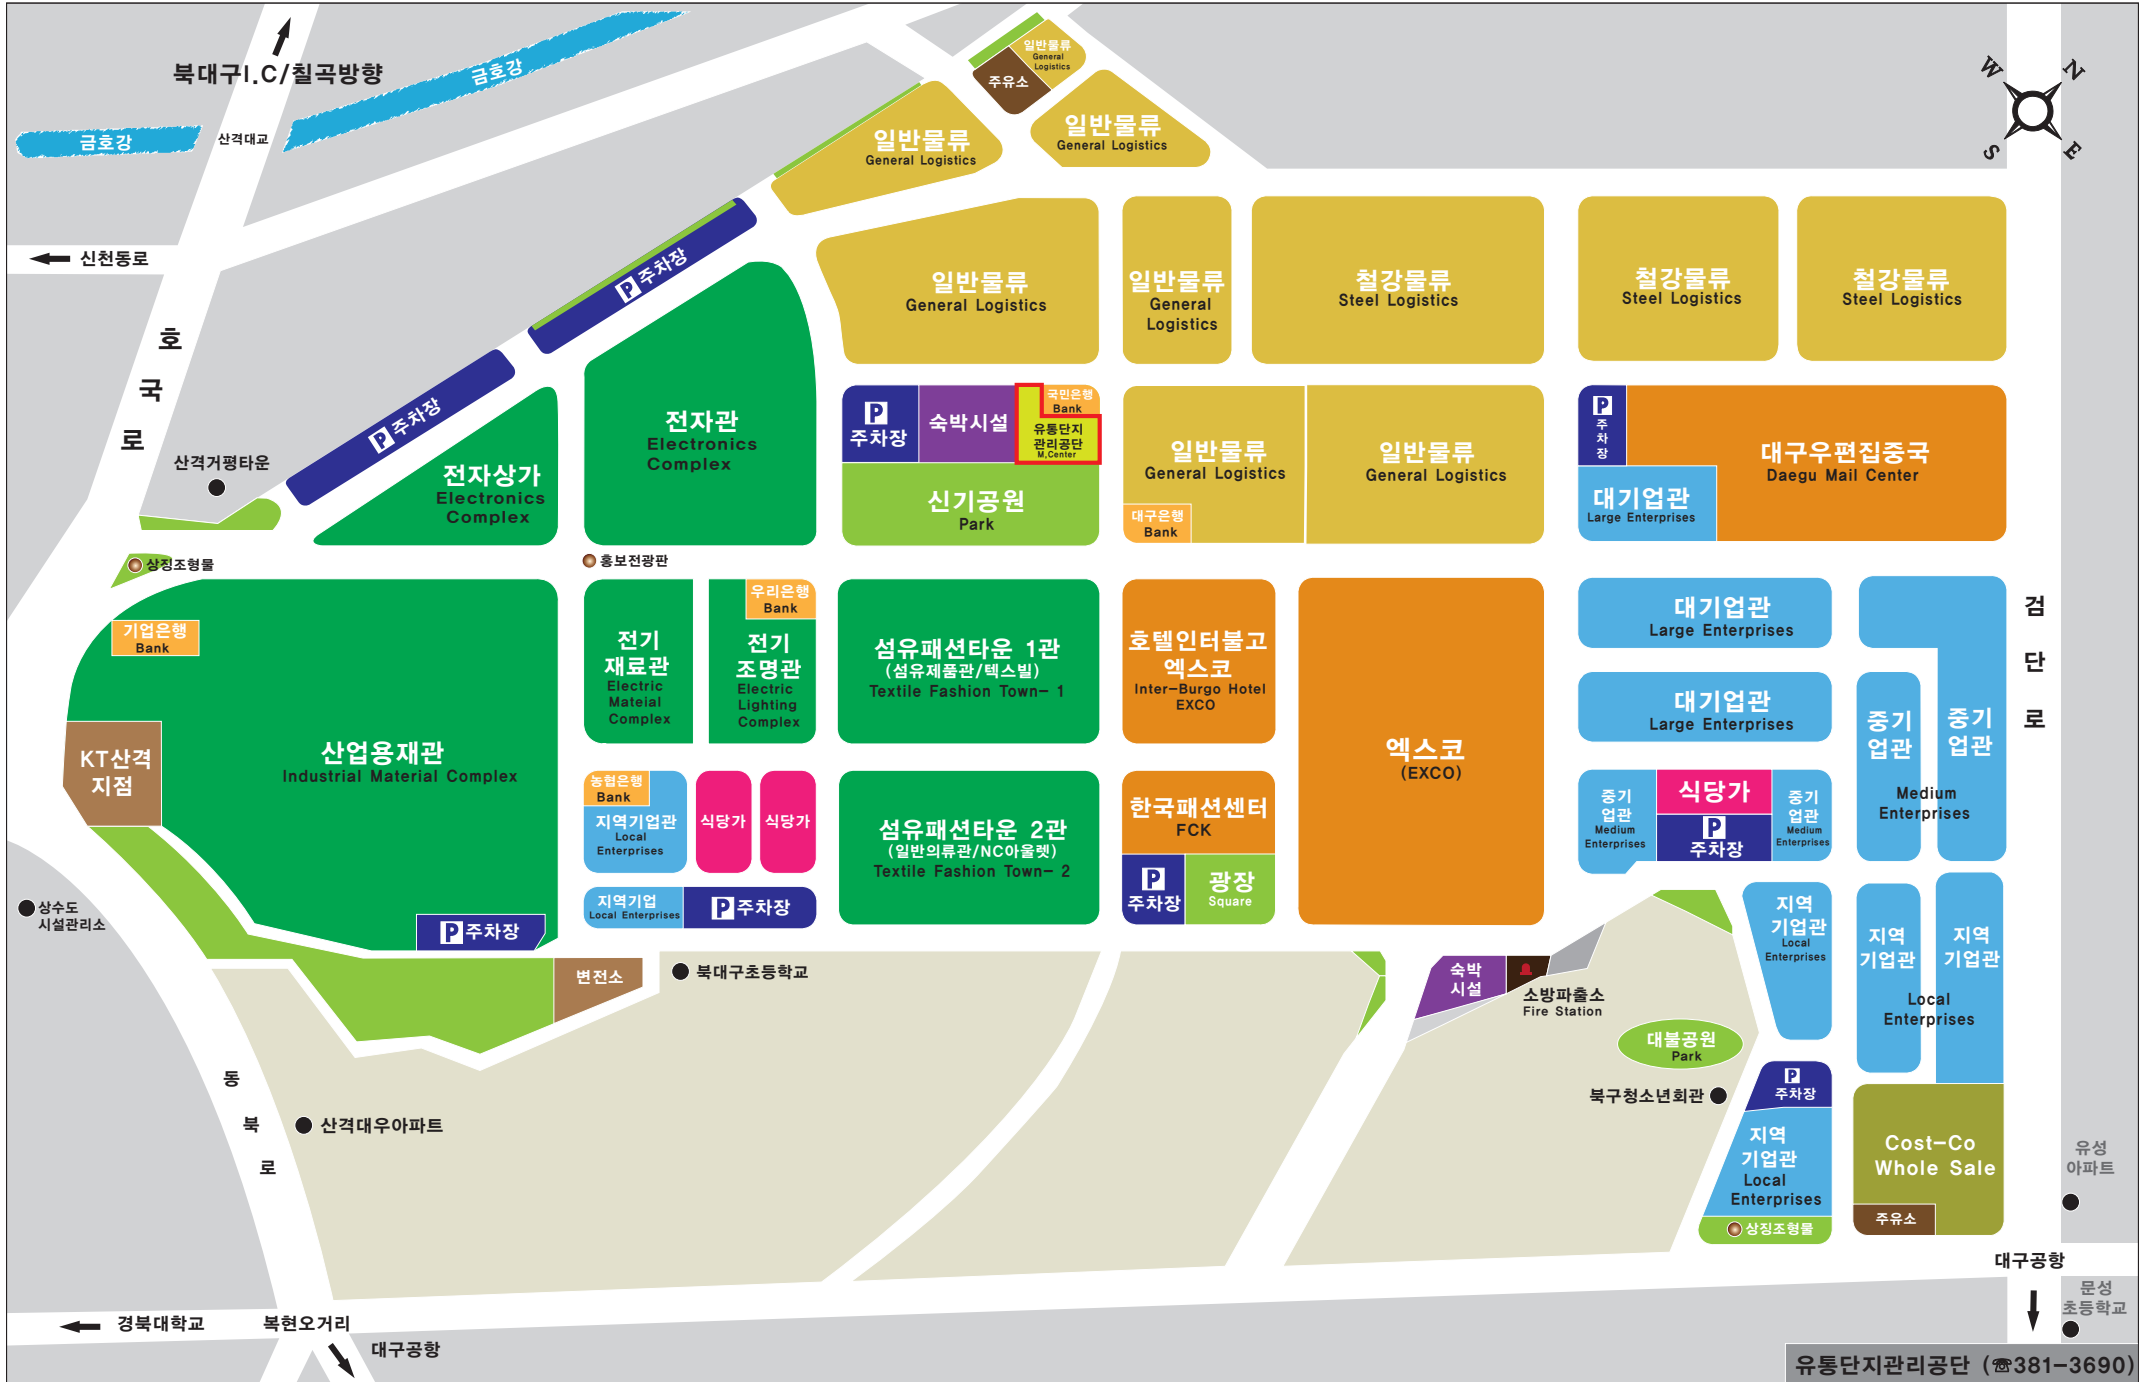 북대구I.C/칠곡방향
금호강
금호강
산격대교
신천동로
호
국
로
산격거평타운
상징조형물
일반물류
General
Logistics
주유소
일반물류
General Logistics
일반물류
General Logistics
W
N
S
E
P 주차장
P 주차장
일반물류
General Logistics
일반물류
General
Logistics
철강물류
Steel Logistics
철강물류
Steel Logistics
철강물류
Steel Logistics
전자상가
Electronics
Complex
전자관
Electronics
Complex
P
주차장
숙박시설
국민은행
Bank
유통단지
관리공단
M,Center
신기공원
Park
일반물류
General Logistics
대구은행
Bank
일반물류
General Logistics
P
주
차
장
대기업관
Large Enterprises
대구우편집중국
Daegu Mail Center
홍보전광판
기업은행
Bank
KT산격
지점
산업용재관
Industrial Material Complex
P 주차장
전기
재료관
Electric
Mateial
Complex
우리은행
Bank
전기
조명관
Electric
Lighting
Complex
섬유패션타운 1관
(섬유제품관/텍스빌)
Textile Fashion Town- 1
호텔인터불고
엑스코
Inter-Burgo Hotel
EXCO
엑스코
(EXCO)
대기업관
Large Enterprises
대기업관
Large Enterprises
중기
업관
중기
업관
Medium
Enterprises
검
단
로
농협은행
Bank
지역기업관
Local
Enterprises
식당가
식당가
섬유패션타운 2관
(일반의류관/NC아울렛)
Textile Fashion Town- 2
한국패션센터
FCK
P
주차장
광장
Square
중기
업관
Medium
Enterprises
식당가
P
주차장
중기
업관
Medium
Enterprises
지역기업
Local Enterprises
P 주차장
상수도
시설관리소
변전소
북대구초등학교
숙박
시설
소방파출소
Fire Station
지역
기업관
Local
Enterprises
지역
기업관
지역
기업관
Local
Enterprises
대불공원
Park
북구청소년회관
P
주차장
지역
기업관
Local
Enterprises
상징조형물
Cost-Co
Whole Sale
주유소
유성
아파트
동
북
로
산격대우아파트
대구공항
문성
초등학교
경북대학교
복현오거리
대구공항
유통단지관리공단 (☎381-3690)